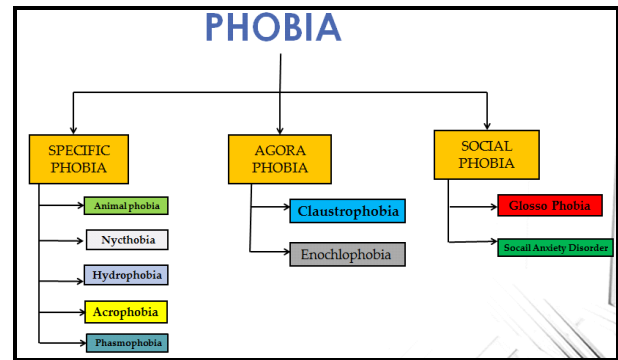 PHOBIA
SPECIFIC
PHOBIA
Animal phobia
Nycthobia
Hydrophobia
Acrophobia
Phasmophobia
AGORA
PHOBIA
Claustrophobia
Enochlophobia
SOCIAL
PHOBIA
Glosso Phobia
Socail Anxiety Disorder